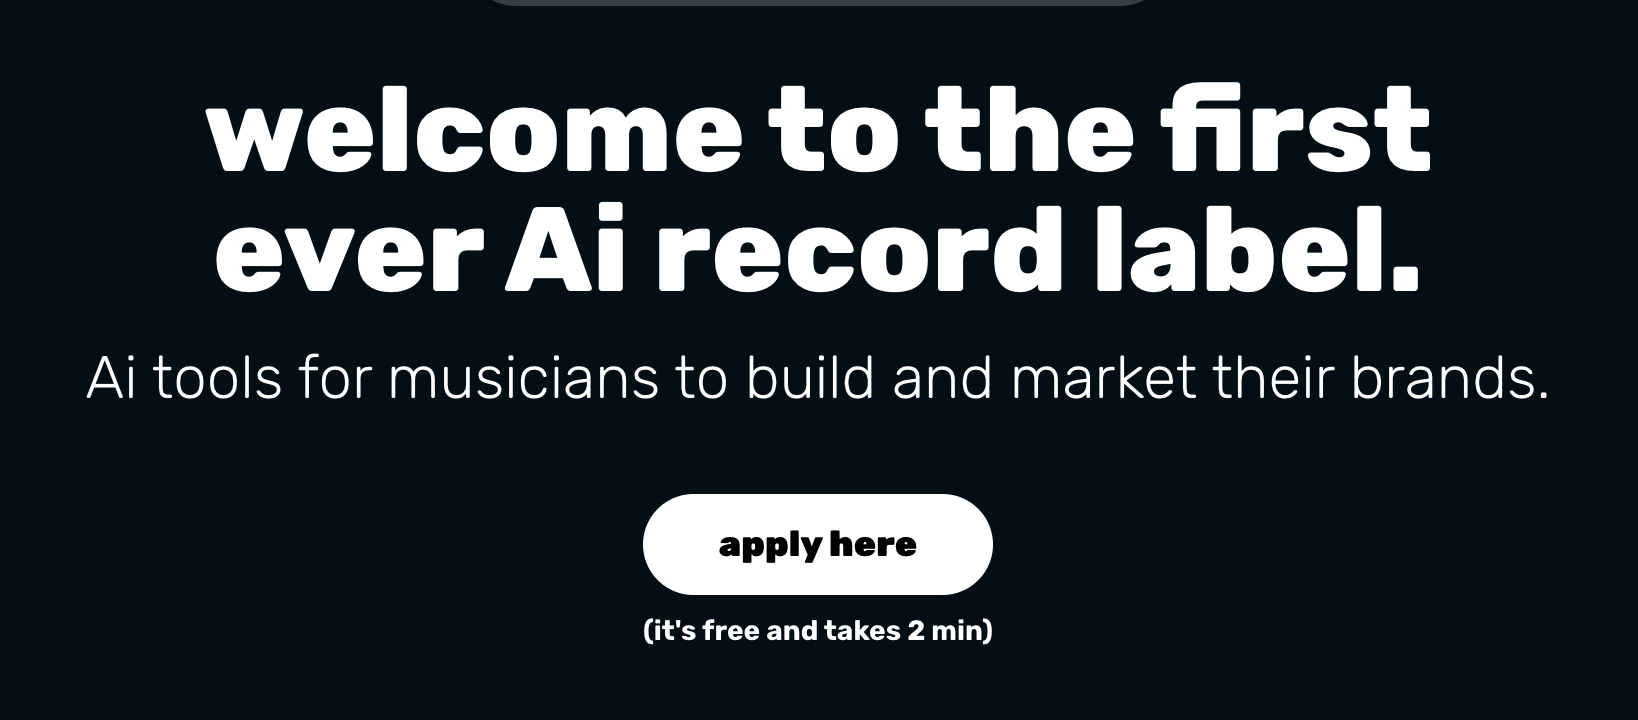 welcome to the first
ever Ai record label.
Ai tools for musicians to build and market their brands.
apply here
(it's free and takes 2 min)